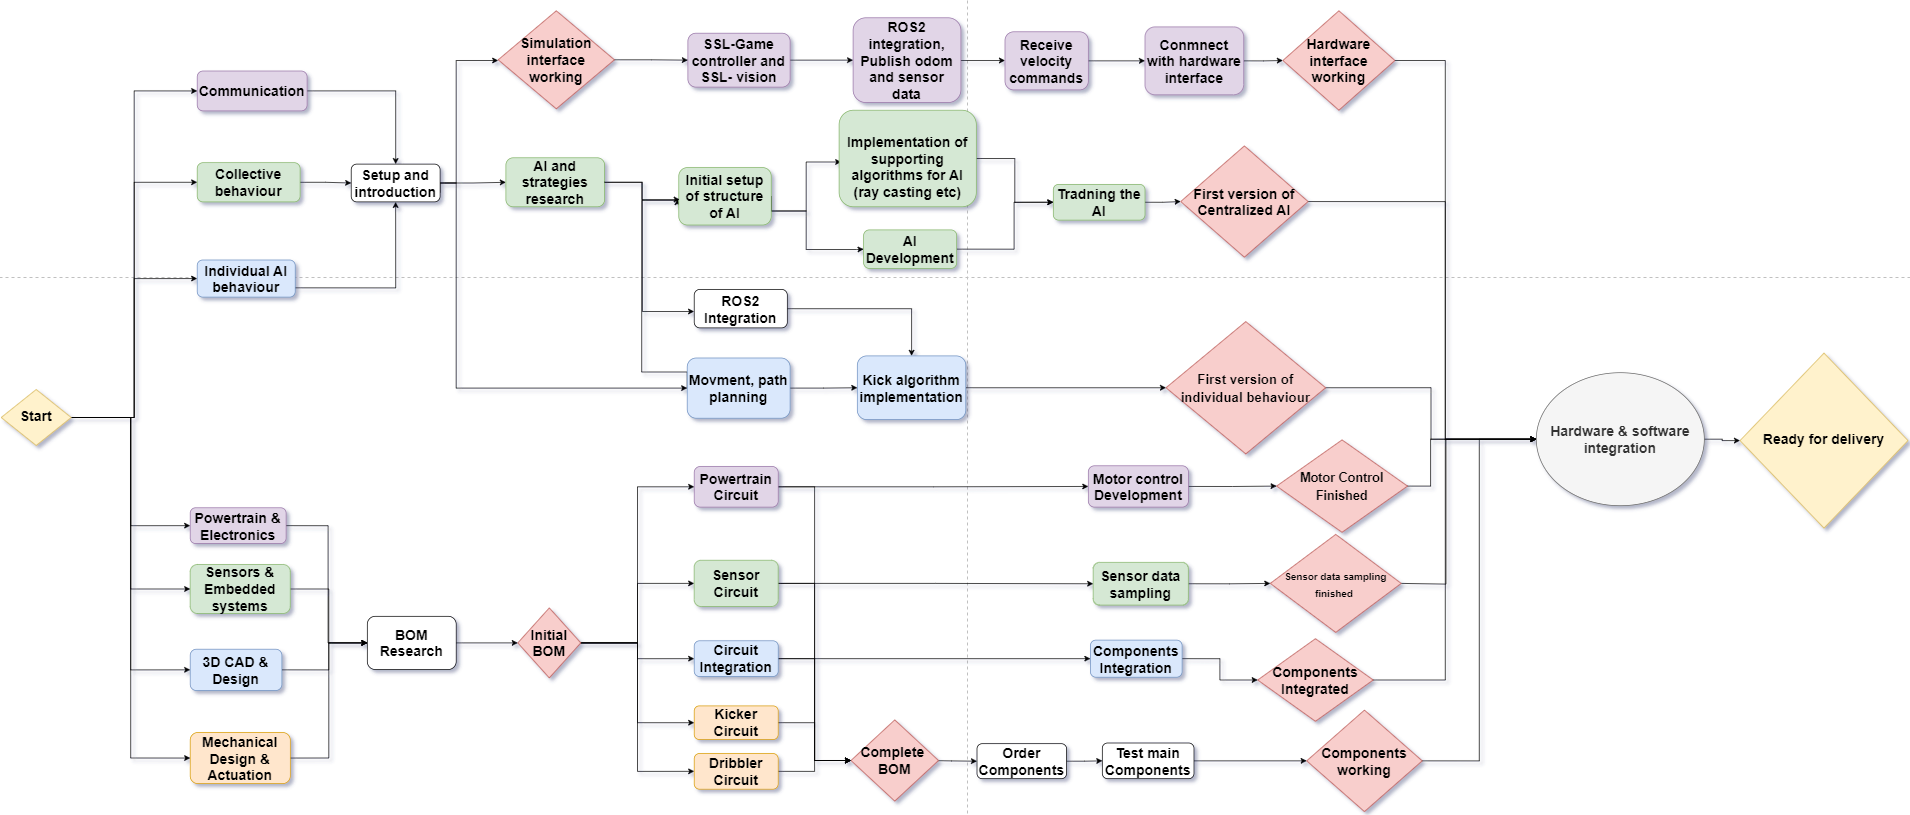 Simulation
interface
working
SSL-Game
controller and
SSL- vision
ROS2
integration,
Publish odom
and sensor
data
Receive
velocity
commands
Conmnect
with hardware
interface
Hardware
interface
working
Communication
Collective
behaviour
Setup and
introduction
AI and
strategies
research
Initial setup
of structure
of AI
Implementation of
supporting
algorithms for AI
(ray casting etc)
AI
Development
Tradning the
AI
First version of
Centralized AI
Individual AI
behaviour
ROS2
Integration
Movment, path
planning
Kick algorithm
implementation
First version of
individual behaviour
Start
Hardware & software
integration
Ready for delivery
Powertrain
Circuit
Motor control
Development
Motor Control
Finished
Powertrain &
Electronics
Sensors &
Embedded
systems
3D CAD &
Design
Mechanical
Design &
Actuation
BOM
Research
Initial
BOM
Sensor
Circuit
Sensor data
sampling
Sensor data sampling
finished
Circuit
Integration
Components
Integration
Components
Integrated
Kicker
Circuit
Dribbler
Circuit
Complete
BOM
Order
Components
Test main
Components
Components
working